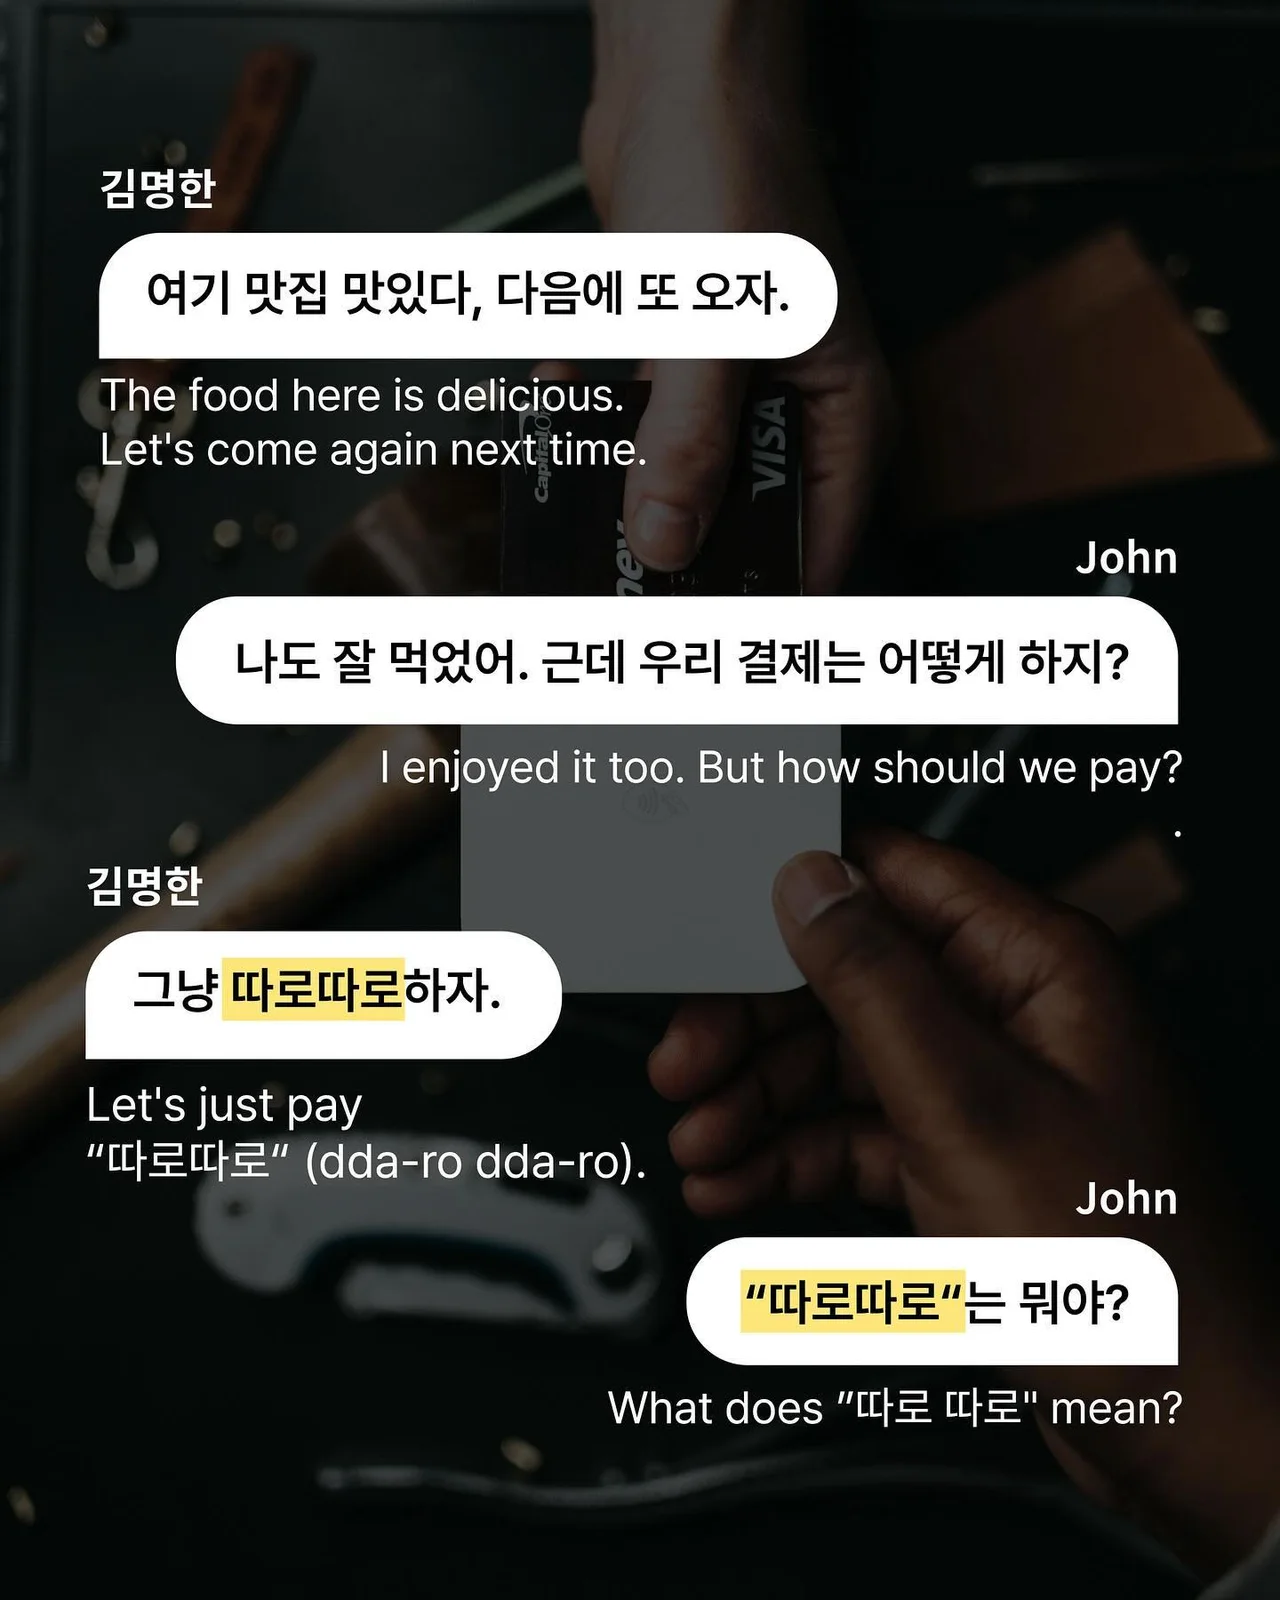 김명한
여기 맛집 맛있다, 다음에 또 오자.
The food here is delicious.
Let's come again next time.
CapitalOne
VISA
John
나도 잘 먹었어. 근데 우리 결제는 어떻게 하지?
I enjoyed it too. But how should we pay?
.
김명한
그냥 따로따로하자.
Let's just pay
“따로따로“ (dda-ro dda-ro).
John
“따로따로“는 뭐야?
What does ”따로 따로" mean?